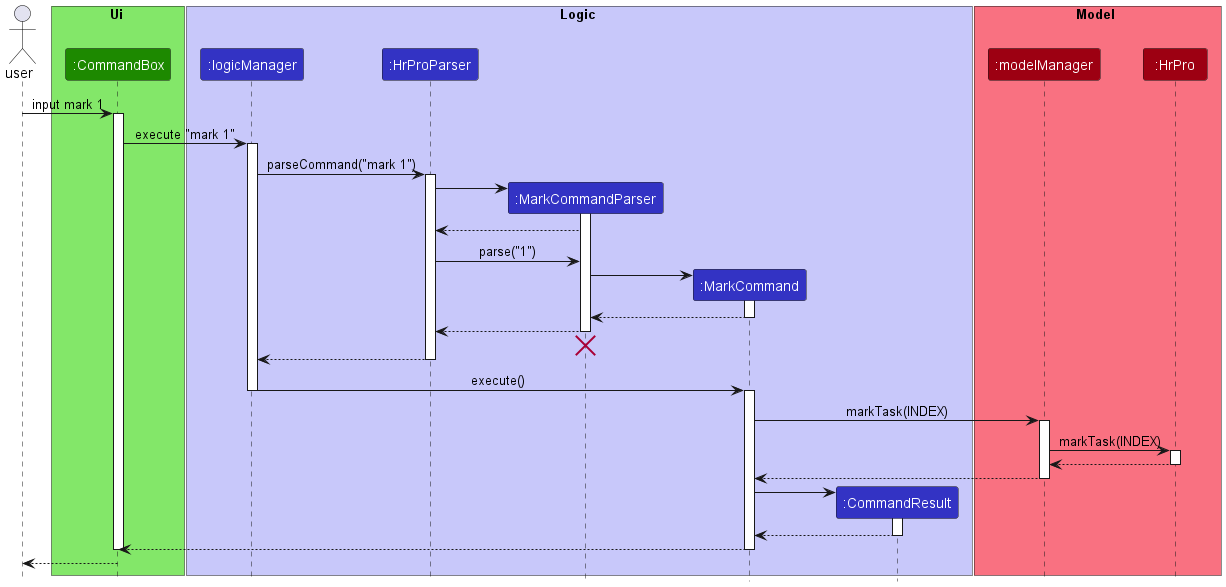 Ui
Logic
Model
user
:CommandBox
:logicManager
:HrProParser
:modelManager
:HrPro
input mark 1
execute "mark 1"
parseCommand("mark 1")
:MarkCommandParser
parse("1")
:MarkCommand
execute()
markTask(INDEX)
markTask(INDEX)
:CommandResult